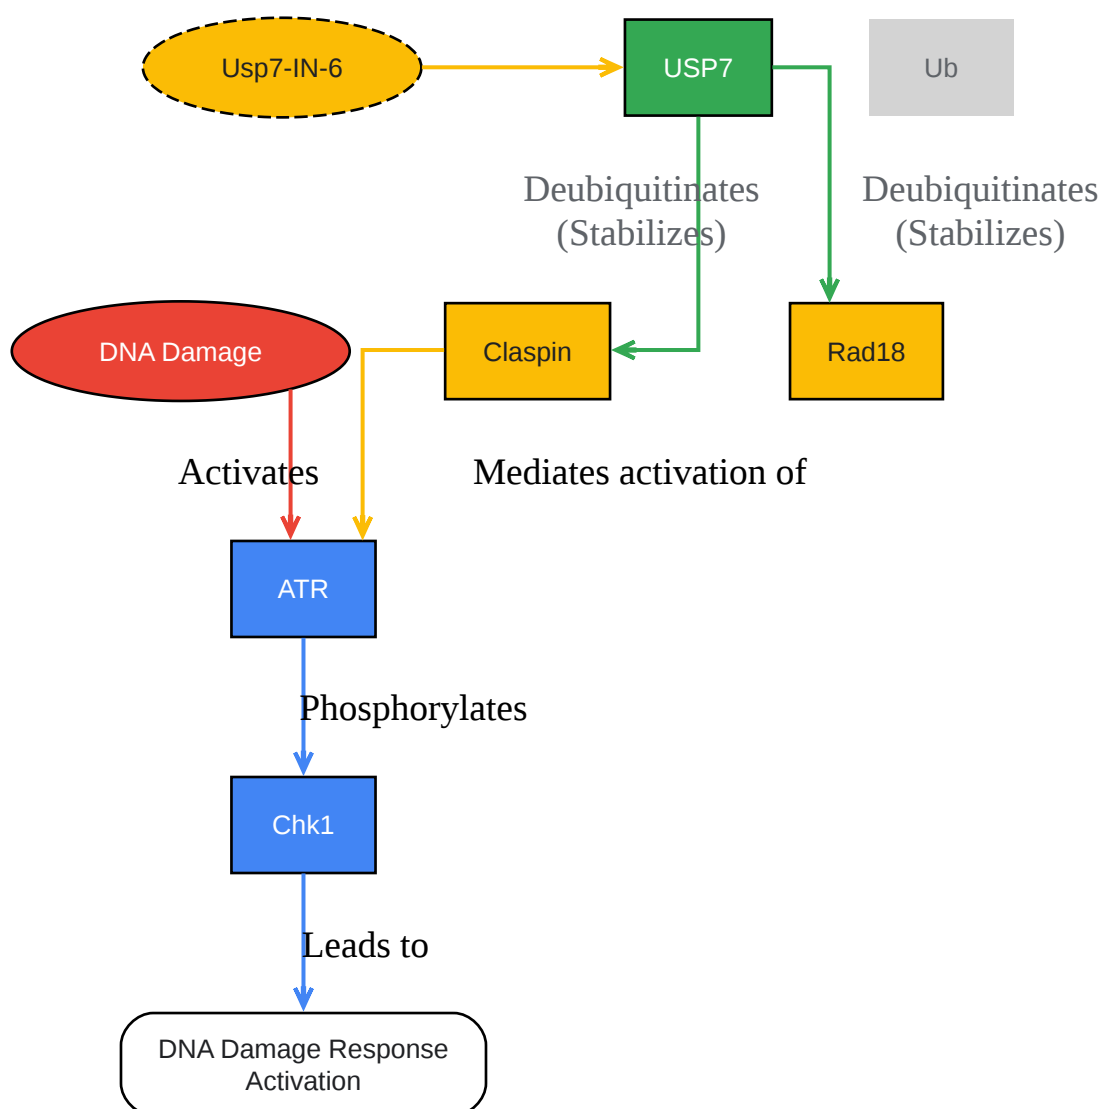 Usp7-IN-6
USP7
Ub
Deubiquitinates
(Stabilizes)
Deubiquitinates
(Stabilizes)
DNA Damage
Claspin
Rad18
Activates
Mediates activation of
ATR
Phosphorylates
Chk1
Leads to
DNA Damage Response
Activation